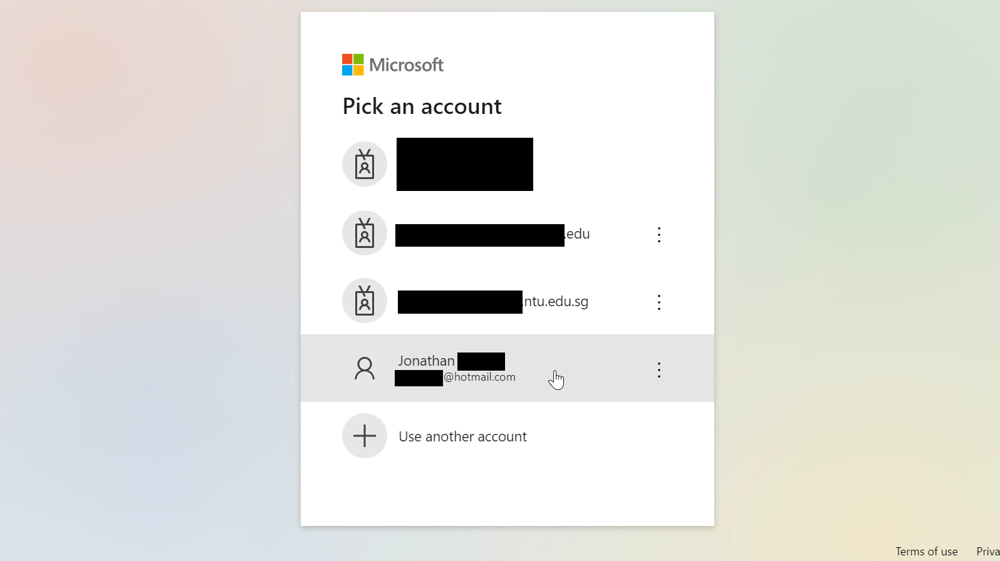 Microsoft
Pick an account
.edu
.ntu.edu.sg
Jonathan
@hotmail.com
Use another account
Terms of use
Priva